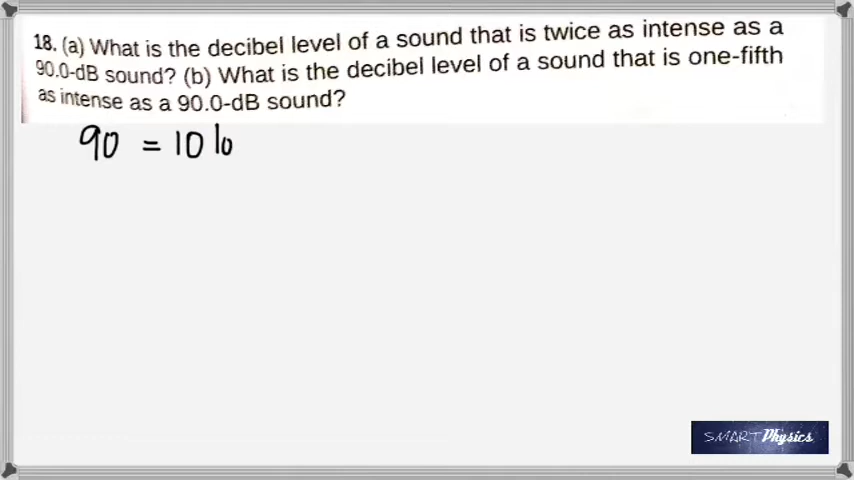 18. (a) What is the decibel level of a sound that is twice as intense as a
90.0-dB sound? (b) What is the decibel level of a sound that is one-fifth
as intense as a 90.0-dB sound?
90 = 10 lo
SMART Physics